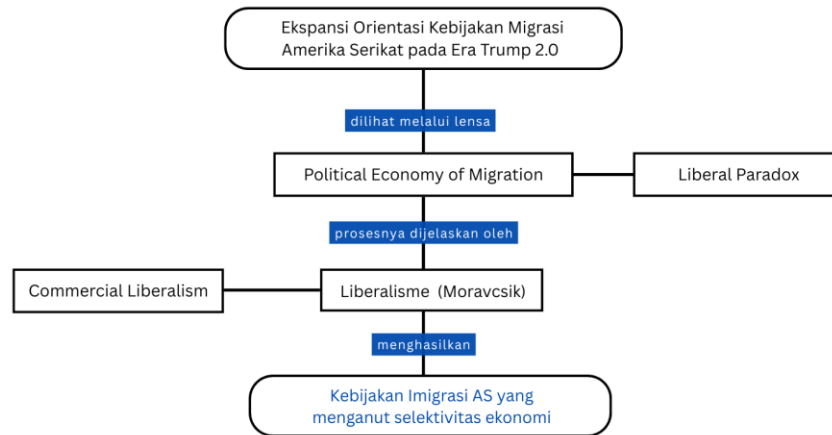 Ekspansi Orientasi Kebijakan Migrasi
Amerika Serikat pada Era Trump 2.0
dilihat melalui lensa
Political Economy of Migration
Liberal Paradox
prosesnya dijelaskan oleh
Commercial Liberalism
Liberalisme (Moravcsik)
menghasilkan
Kebijakan Imigrasi AS yang
menganut selektivitas ekonomi